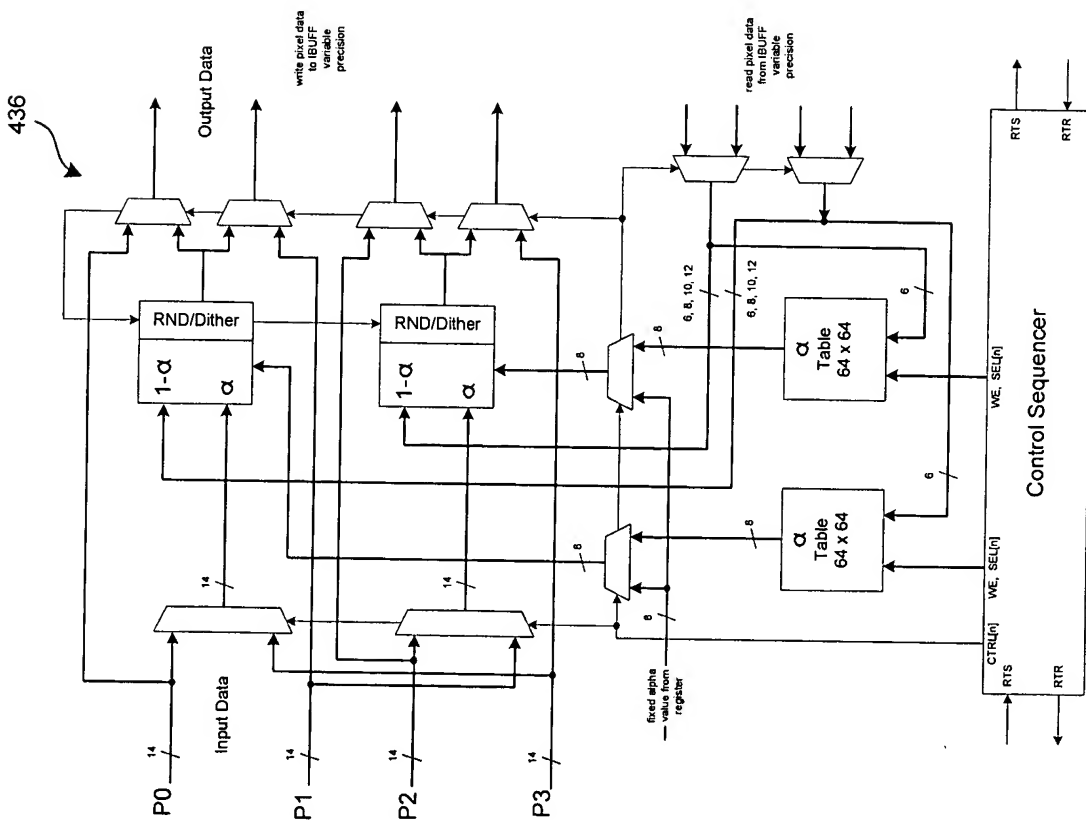 436
Output Data
write pixel data
to IBUFF
variable
precision
RND/Dither
1-α
α
RND/Dither
1-α
α
14
14
Input Data
P0
14
P1
14
P2
14
P3
14
8
8
8
8
8
fixed alpha
value from
register
6, 8, 10, 12
6, 8, 10, 12
read pixel data
from IBUFF
variable
precision
α
Table
64 x 64
α
Table
64 x 64
6
6
CTRL[n]
WE, SEL[n]
WE, SEL[n]
RTS
RTR
Control Sequencer
RTS
RTR